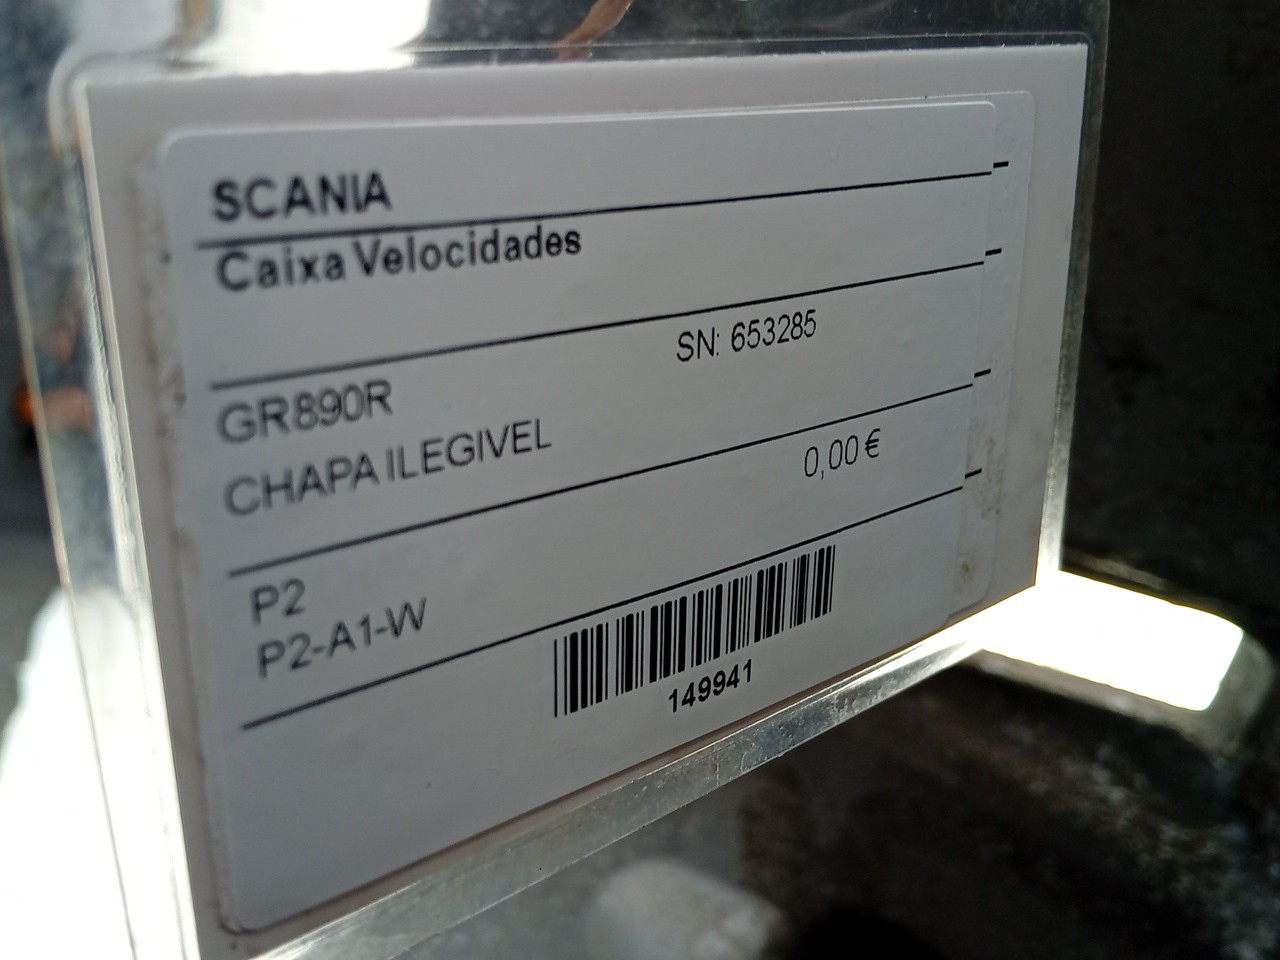 SCANIA
Caixa Velocidades
SN: 653285
GR890R
CHAPA ILEGIVEL
0,00 €
P2
P2-A1-W
149941